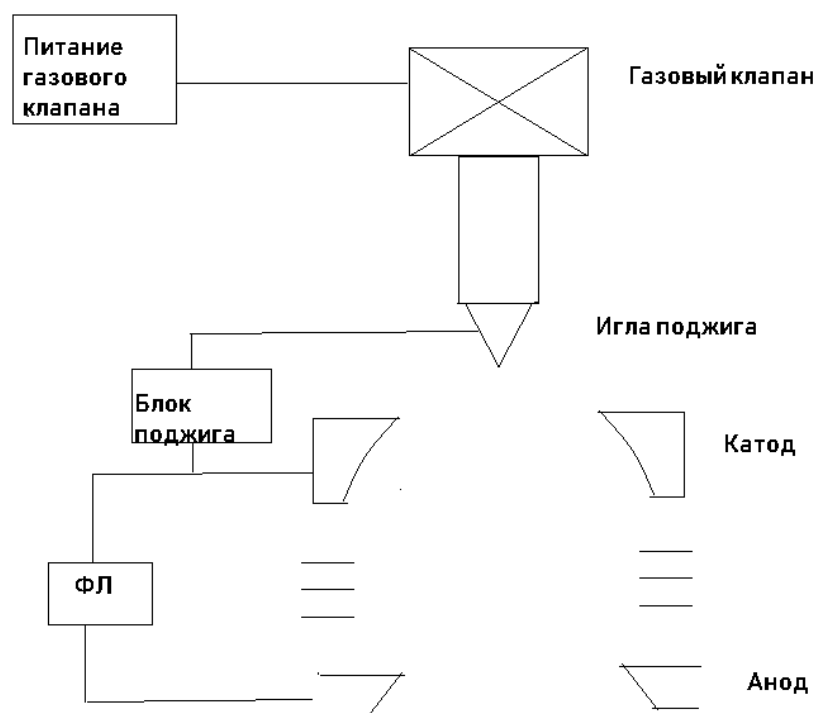 Питание
газового
клапана
Газовый клапан
Игла поджига
Блок
поджига
Катод
ФЛ
Анод